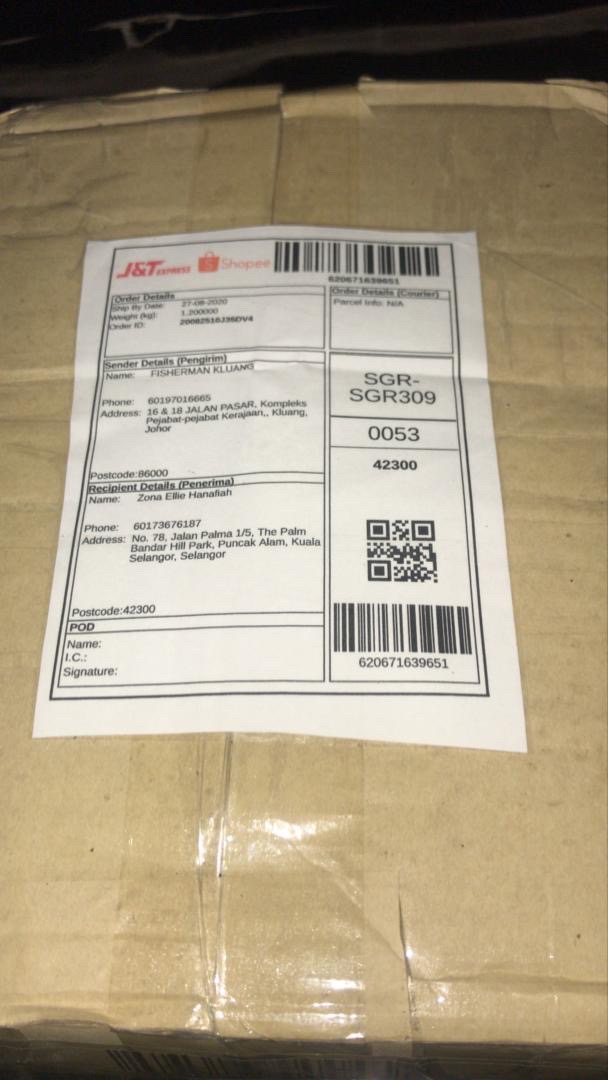 J&T EXPRESS Shopee
620671639651
Order Details
Ship By Date: 27-08-2020
Weight (kg): 1.200000
Order ID: 20082516J36DV4
Order Details (Courier)
Parcel Info: N/A
Sender Details (Pengirim)
Name: FISHERMAN KLUANG
Phone: 60197016665
Address: 16 & 18 JALAN PASAR, Kompleks
Pejabat-pejabat Kerajaan,, Kluang,
Johor
Postcode:86000
SGR-
SGR309
0053
42300
Recipient Details (Penerima)
Name: Zona Ellie Hanafiah
Phone: 60173676187
Address: No. 78, Jalan Palma 1/5, The Palm
Bandar Hill Park, Puncak Alam, Kuala
Selangor, Selangor
Postcode:42300
POD
Name:
I.C.:
Signature:
620671639651